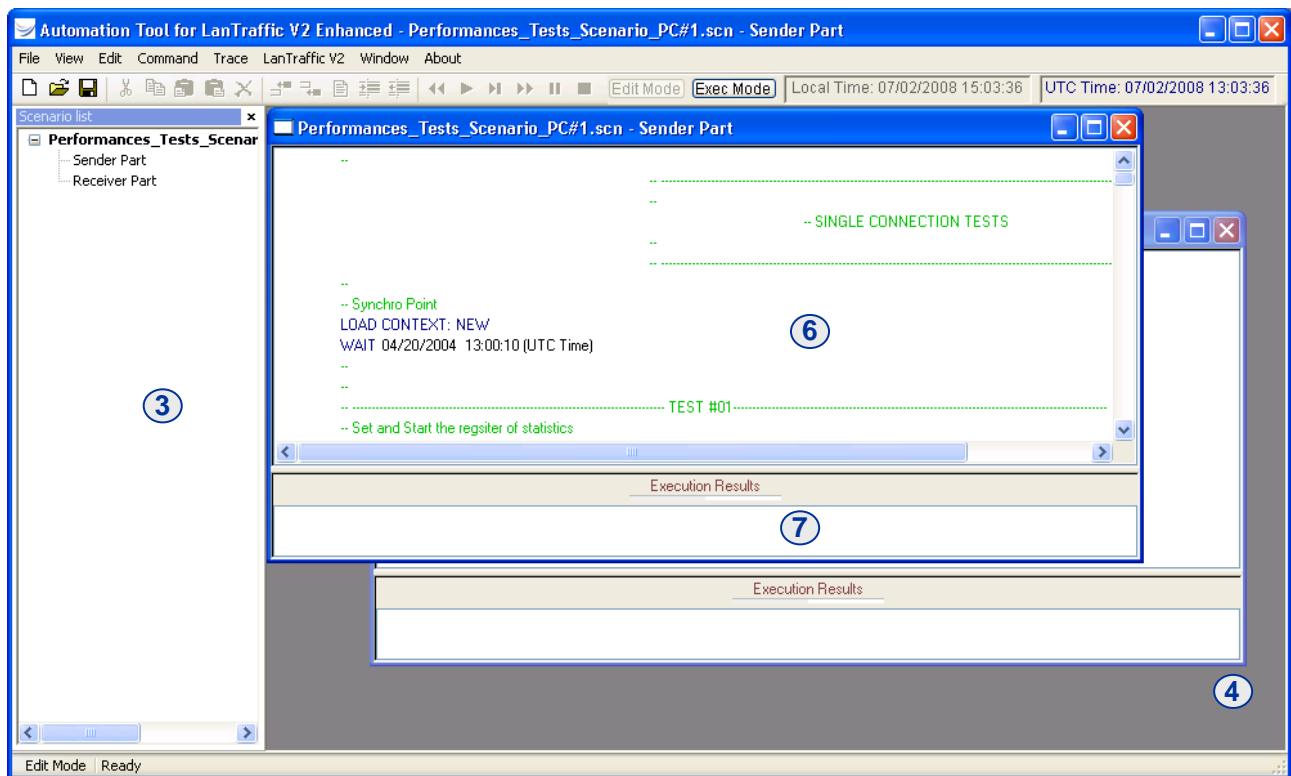 Automation Tool for LanTraffic V2 Enhanced - Performances_Tests_Scenario_PC#1.scn - Sender Part
File View Edit Command Trace LanTraffic V2 Window About
Edit Mode Exec Mode Local Time: 07/02/2008 15:03:36 UTC Time: 07/02/2008 13:03:36
Scenario list
Performances_Tests_Scenar
Sender Part
Receiver Part
3
Performances_Tests_Scenario_PC#1.scn - Sender Part
--
-- ----------------------------------------------------------------
--
-- SINGLE CONNECTION TESTS
--
-- ----------------------------------------------------------------
--
-- Synchro Point
LOAD CONTEXT: NEW
WAIT 04/20/2004 13:00:10 (UTC Time)
--
--
-- ---------------------------------------- TEST #01----------------------------------------
-- Set and Start the regsiter of statistics
6
Execution Results
7
Execution Results
4
Edit Mode Ready